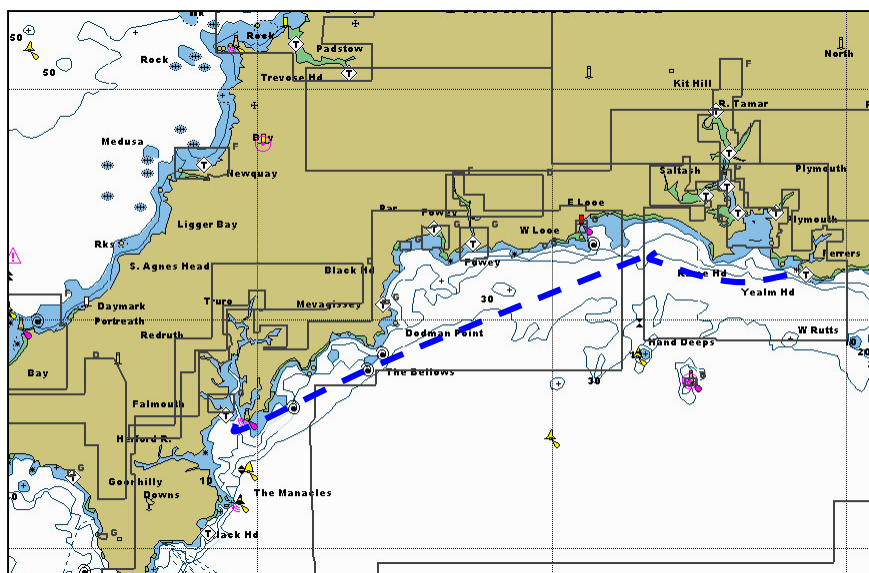 50
50
Rock
Rock
Padstow
North
Trevose Hd
Kit Hill
F
R. Tamar
Medusa
Bay
F
Newquay
Saltash
Plymouth
E Looe
Fowey
G
W Looe
Plymouth
Ligger Bay
Rks
Ferrers
S. Agnes Head
Black Hd
Fowey
Yealm Hd
Daymark
Truro
Mevagissey
G
30
Portreath
Redruth
Dodman Point
W Rutts
Hand Deeps
20
Bay
The Bellows
30
Falmouth
Helford R.
G
Goonhilly
Downs
10
The Manacles
G